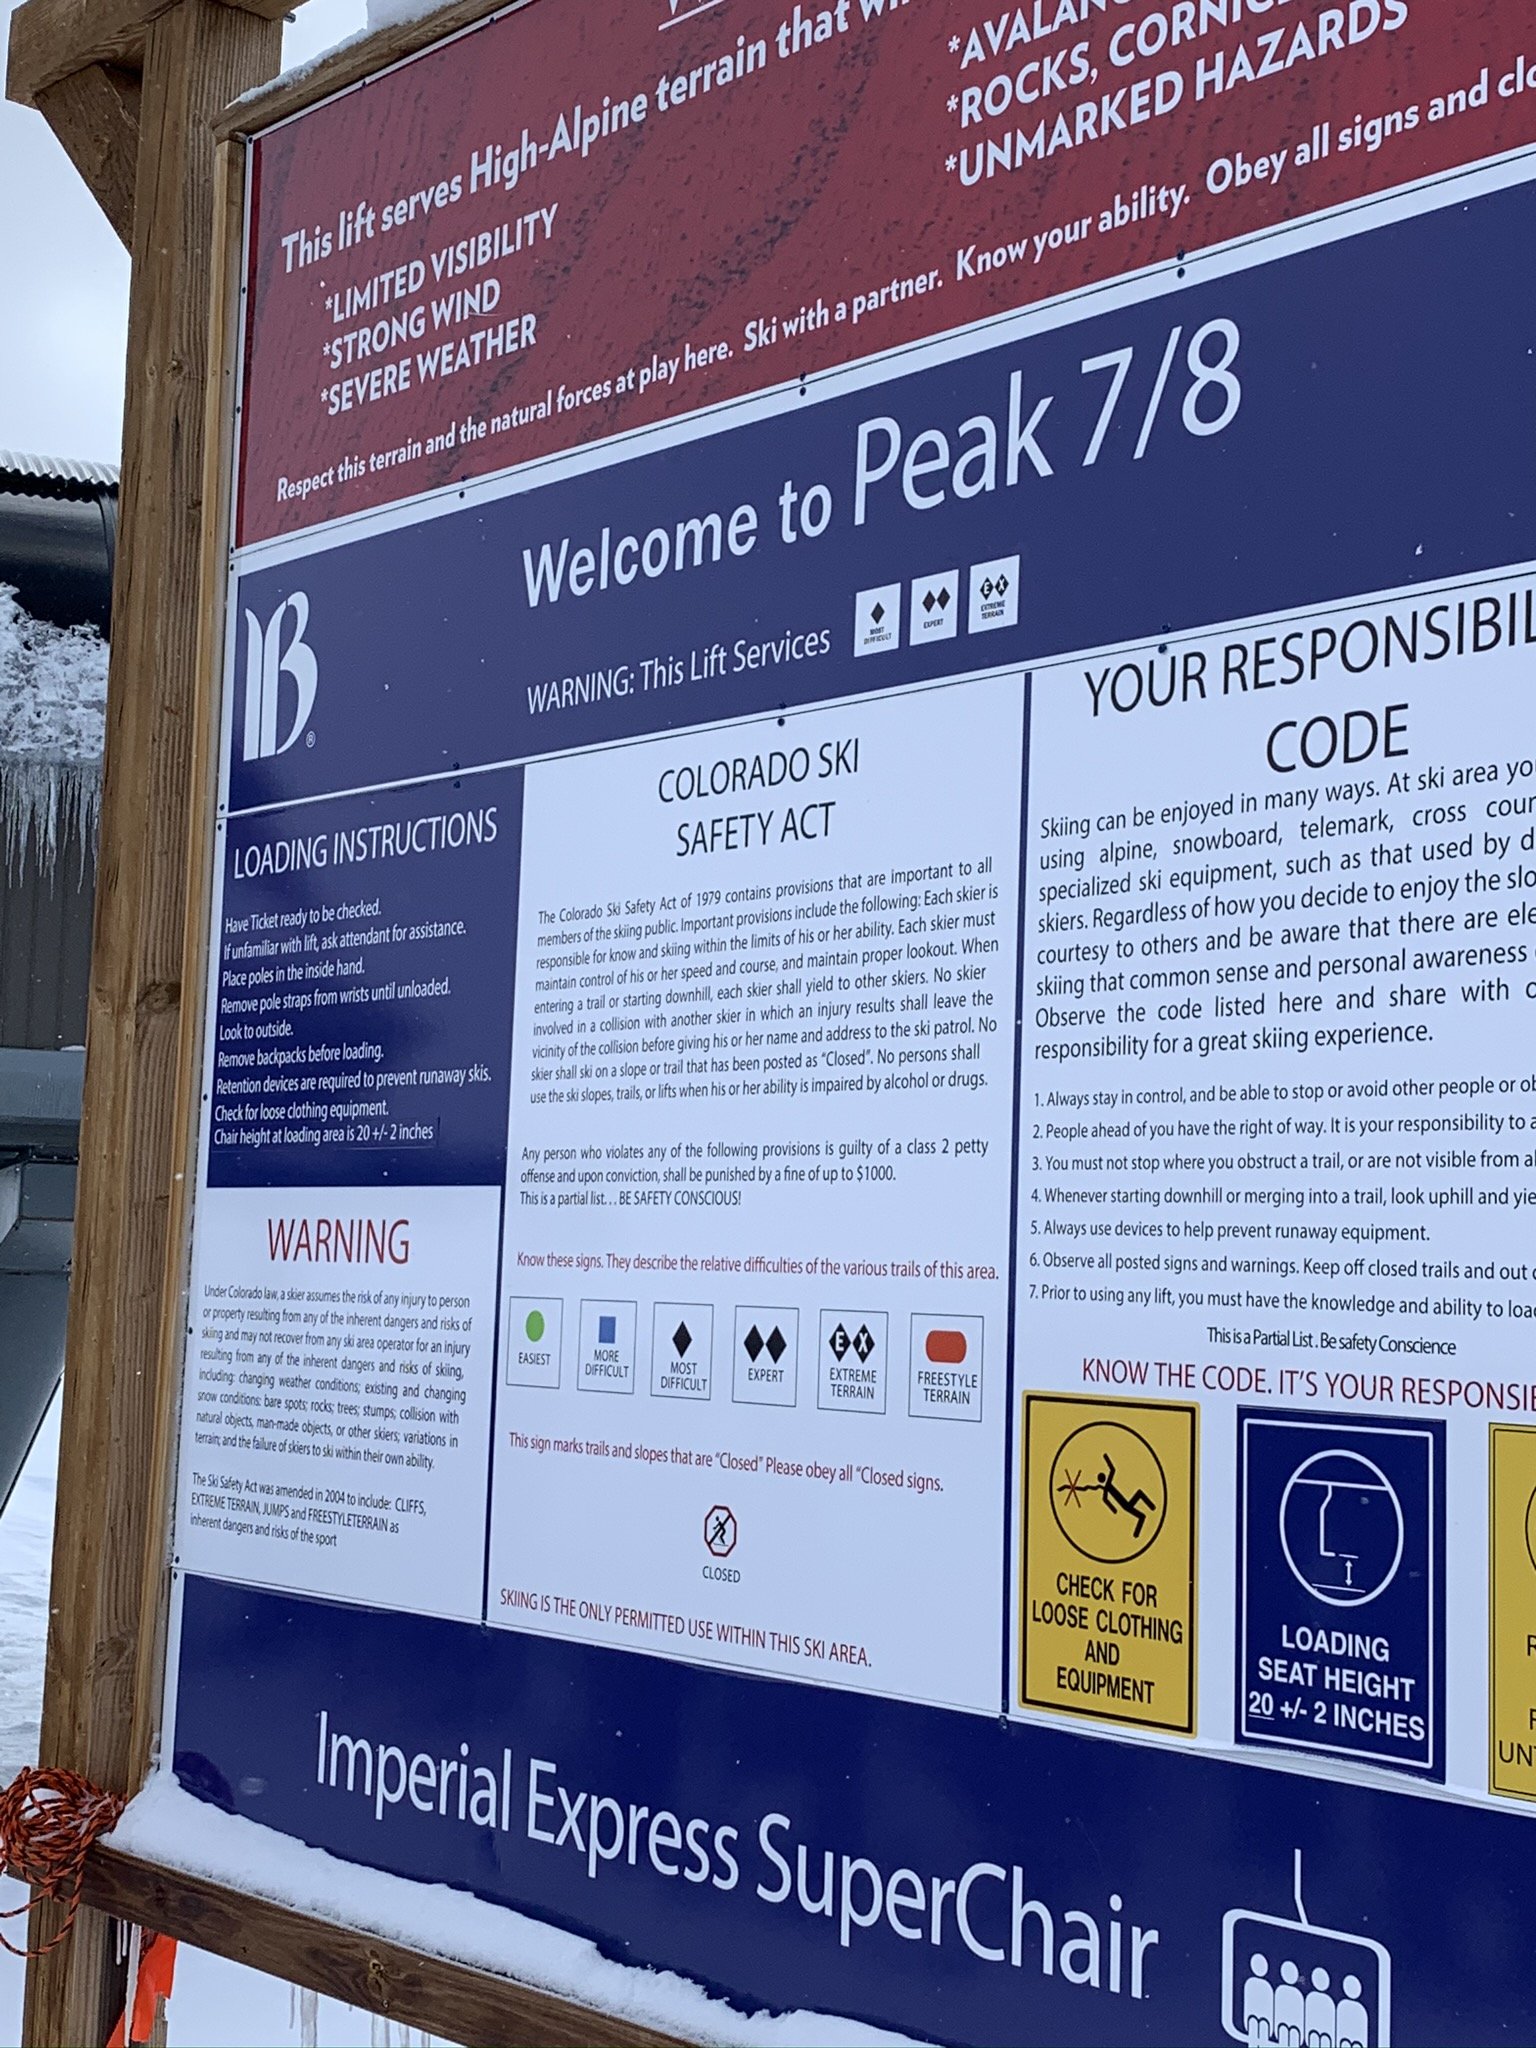 This lift serves High-Alpine terrain that
*LIMITED VISIBILITY
*STRONG WIND
*SEVERE WEATHER
*ROCKS,
*UNMARKED HAZARDS
Respect this terrain and the natural forces at play here. Ski with a partner. Know your ability. Obey all signs and
Welcome to Peak 7/8
WARNING: This Lift Services
MOST
DIFFICULT
EXPERT
EX
EXTREME
TERRAIN
B®
LOADING INSTRUCTIONS
Have Ticket ready to be checked.
If unfamiliar with lift, ask attendant for assistance.
Place poles in the inside hand.
Remove pole straps from wrists until unloaded.
Look to outside.
Remove backpacks before loading.
Retention devices are required to prevent runaway skis.
Check for loose clothing equipment.
Chair height at loading area is 20 +/- 2 inches
WARNING
Under Colorado law, a skier assumes the risk of any injury to person
or property resulting from any of the inherent dangers and risks of
skiing and may not recover from any ski area operator for an injury
resulting from any of the inherent dangers and risks of skiing,
including: changing weather conditions; existing and changing
snow conditions: bare spots; rocks; trees; stumps; collision with
natural objects, man-made objects, or other skiers; variations in
terrain; and the failure of skiers to ski within their own ability.
The Ski Safety Act was amended in 2004 to include: CLIFFS,
EXTREME TERRAIN, JUMPS and FREESTYLETERRAIN as
inherent dangers and risks of the sport
COLORADO SKI
SAFETY ACT
The Colorado Ski Safety Act of 1979 contains provisions that are important to all
members of the skiing public. Important provisions include the following: Each skier is
responsible for know and skiing within the limits of his or her ability. Each skier must
maintain control of his or her speed and course, and maintain proper lookout. When
entering a trail or starting downhill, each skier shall yield to other skiers. No skier
involved in a collision with another skier in which an injury results shall leave the
vicinity of the collision before giving his or her name and address to the ski patrol. No
skier shall ski on a slope or trail that has been posted as "Closed". No persons shall
use the ski slopes, trails, or lifts when his or her ability is impaired by alcohol or drugs.
Any person who violates any of the following provisions is guilty of a class 2 petty
offense and upon conviction, shall be punished by a fine of up to $1000.
This is a partial list... BE SAFETY CONSCIOUS!
Know these signs. They describe the relative difficulties of the various trails of this area.
EASIEST
MORE
DIFFICULT
MOST
DIFFICULT
EXPERT
EX
EXTREME
TERRAIN
FREESTYLE
TERRAIN
This sign marks trails and slopes that are "Closed" Please obey all "Closed signs.
CLOSED
SKIING IS THE ONLY PERMITTED USE WITHIN THIS SKI AREA.
YOUR
CODE
Skiing can be enjoyed in many ways. At ski area
using alpine, snowboard, telemark, cross
specialized ski equipment, such as that used by
skiers. Regardless of how you decide to enjoy the
courtesy to others and be aware that there are
skiing that common sense and personal awareness
Observe the code listed here and share with
responsibility for a great skiing experience.
1. Always stay in control, and be able to stop or avoid other people or
2. People ahead of you have the right of way. It is your responsibility to
3. You must not stop where you obstruct a trail, or are not visible from
4. Whenever starting downhill or merging into a trail, look uphill and
5. Always use devices to help prevent runaway equipment.
6. Observe all posted signs and warnings. Keep off closed trails and out
7. Prior to using any lift, you must have the knowledge and ability to
This is a Partial List . Be safety Conscience
KNOW THE CODE. IT'S YOUR
CHECK FOR
LOOSE CLOTHING
AND
EQUIPMENT
LOADING
SEAT HEIGHT
20 +/- 2 INCHES
Imperial Express SuperChair